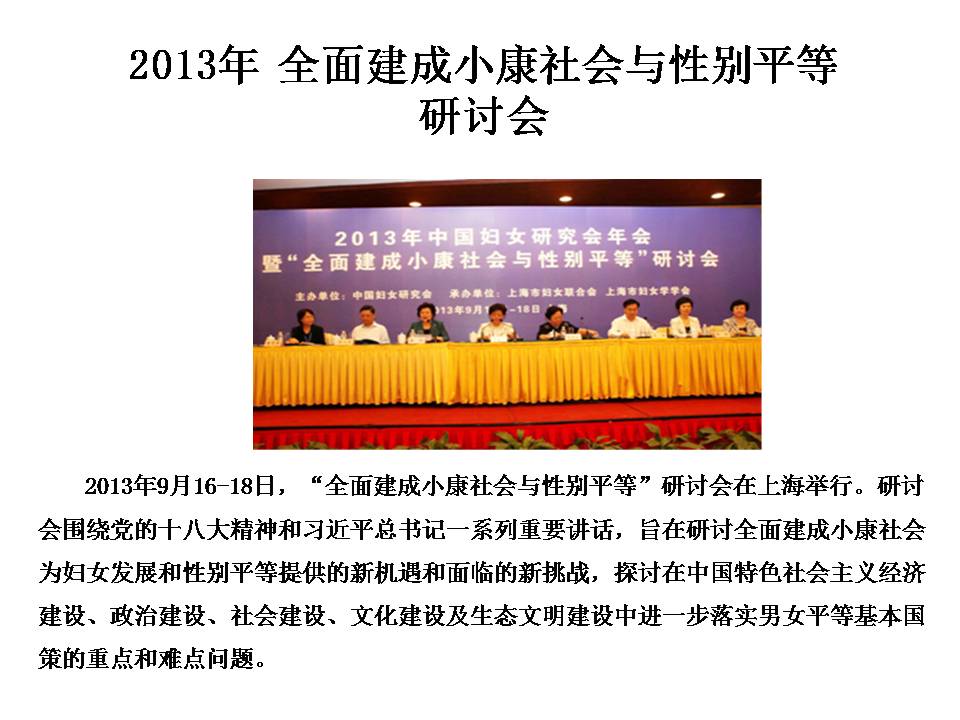 2013年 全面建成小康社会与性别平等
研讨会
2013年中国妇女研究会年会
暨“全面建成小康社会与性别平等”研讨会
主办单位：中国妇女研究会 承办单位：上海市妇女联合会 上海市妇女学学会
2013年9月1 -18日 上海
2013年9月16-18日，“全面建成小康社会与性别平等”研讨会在上海举行。研讨
会围绕党的十八大精神和习近平总书记一系列重要讲话，旨在研讨全面建成小康社会
为妇女发展和性别平等提供的新机遇和面临的新挑战，探讨在中国特色社会主义经济
建设、政治建设、社会建设、文化建设及生态文明建设中进一步落实男女平等基本国
策的重点和难点问题。